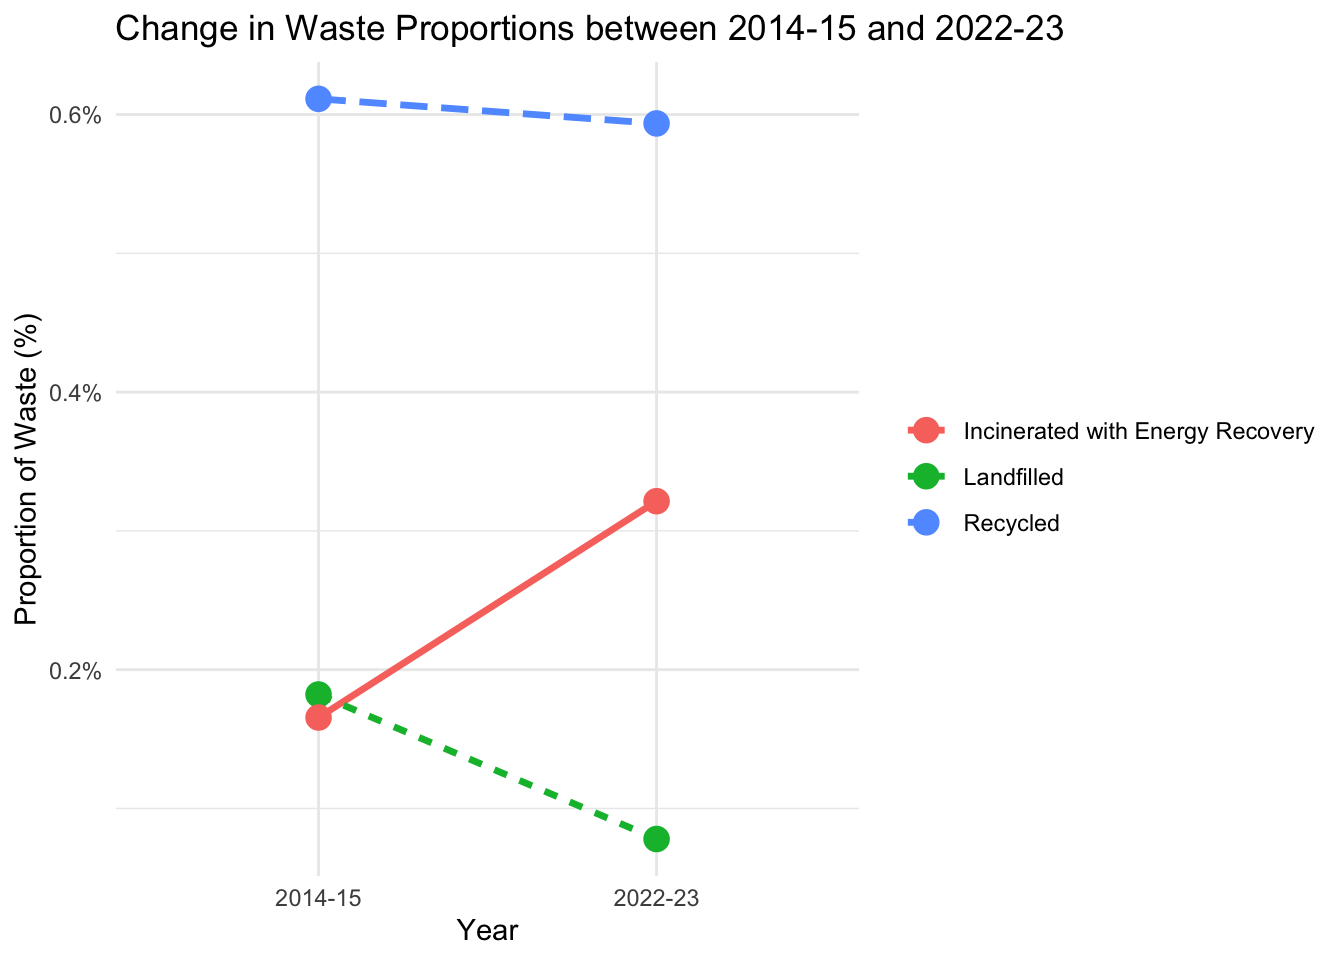 Change in Waste Proportions between 2014-15 and 2022-23
Proportion of Waste (%)
0.6%
0.4%
0.2%
2014-15
2022-23
Year
Incinerated with Energy Recovery
Landfilled
Recycled